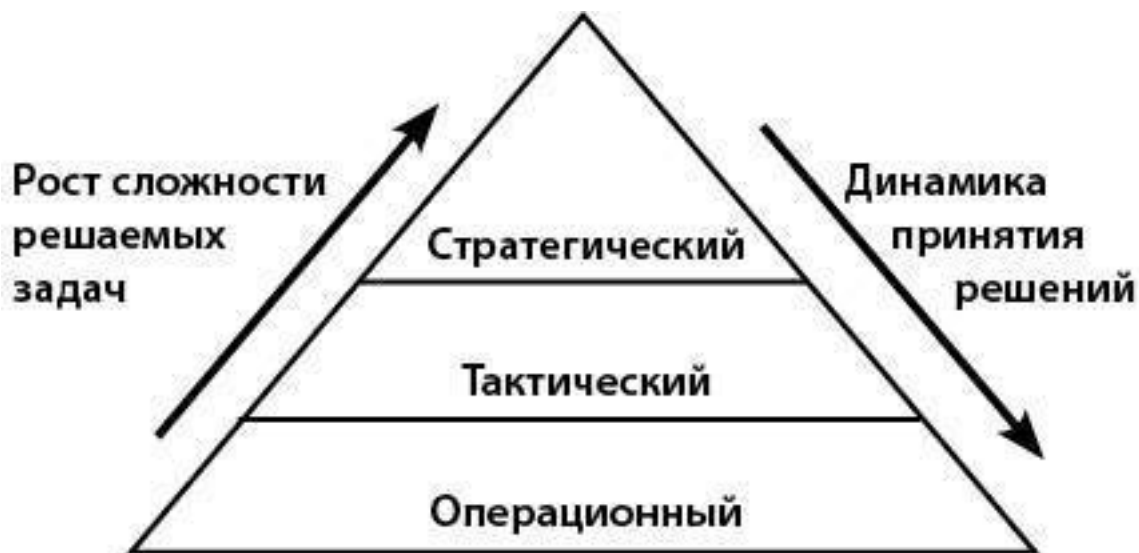 Рост сложности
решаемых
задач
Динамика
принятия
решений
Стратегический
Тактический
Операционный